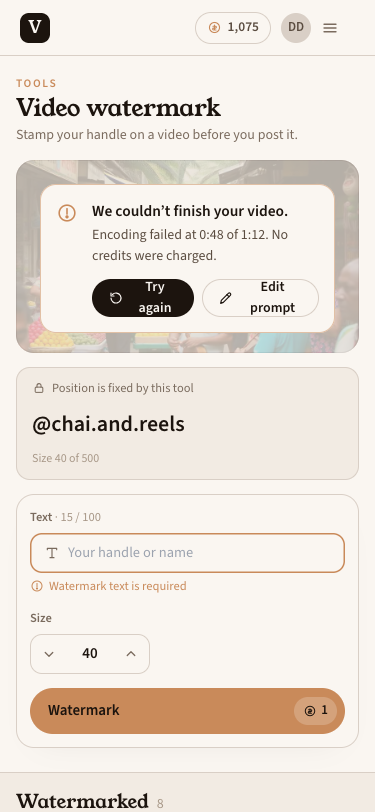 V
1,075
DD
TOOLS
Video watermark
Stamp your handle on a video before you post it.
We couldn’t finish your video.
Encoding failed at 0:48 of 1:12. No
credits were charged.
Try
again
Edit
prompt
Position is fixed by this tool
@chai.and.reels
Size 40 of 500
Text · 15 / 100
Your handle or name
Watermark text is required
Size
40
Watermark
1
Watermarked 8